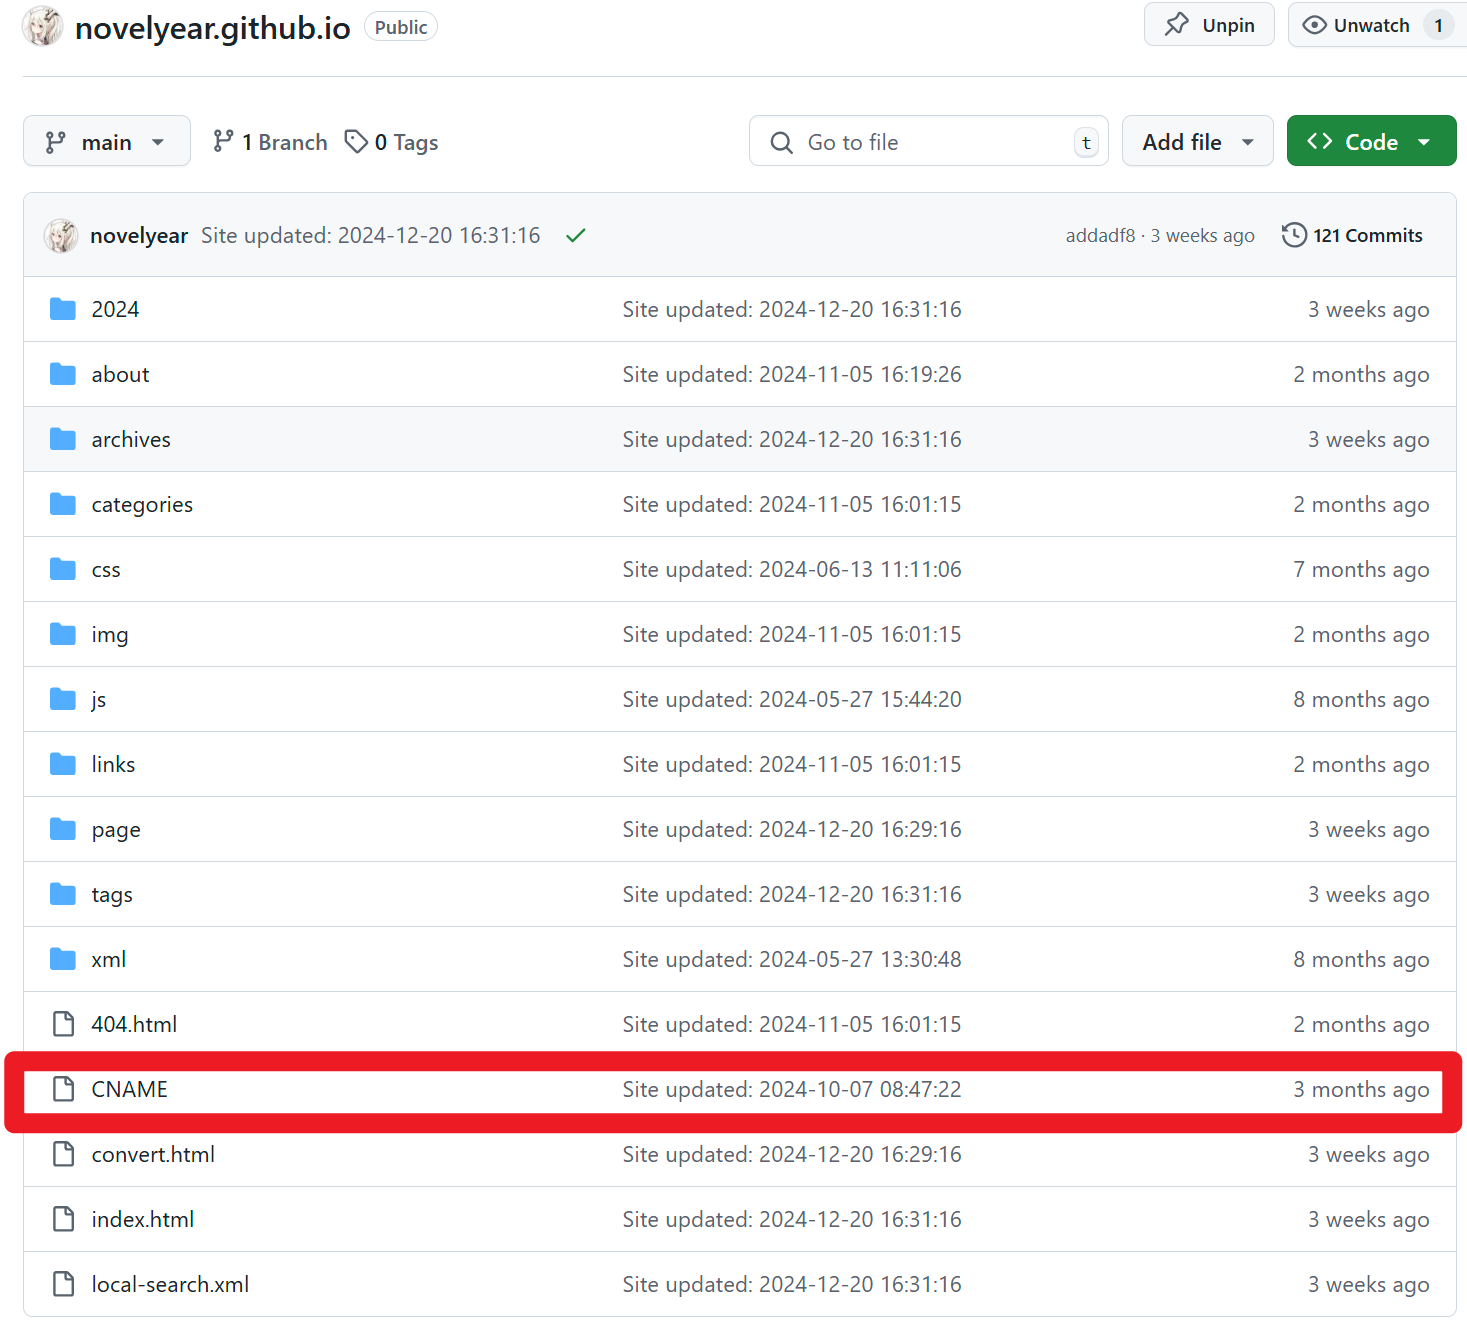 novelyear.github.io Public Unpin Unwatch 1
main 1 Branch 0 Tags Go to file t Add file Code
novelyear Site updated: 2024-12-20 16:31:16 addadf8 · 3 weeks ago 121 Commits
2024 Site updated: 2024-12-20 16:31:16 3 weeks ago
about Site updated: 2024-11-05 16:19:26 2 months ago
archives Site updated: 2024-12-20 16:31:16 3 weeks ago
categories Site updated: 2024-11-05 16:01:15 2 months ago
css Site updated: 2024-06-13 11:11:06 7 months ago
img Site updated: 2024-11-05 16:01:15 2 months ago
js Site updated: 2024-05-27 15:44:20 8 months ago
links Site updated: 2024-11-05 16:01:15 2 months ago
page Site updated: 2024-12-20 16:29:16 3 weeks ago
tags Site updated: 2024-12-20 16:31:16 3 weeks ago
xml Site updated: 2024-05-27 13:30:48 8 months ago
404.html Site updated: 2024-11-05 16:01:15 2 months ago
CNAME Site updated: 2024-10-07 08:47:22 3 months ago
convert.html Site updated: 2024-12-20 16:29:16 3 weeks ago
index.html Site updated: 2024-12-20 16:31:16 3 weeks ago
local-search.xml Site updated: 2024-12-20 16:31:16 3 weeks ago